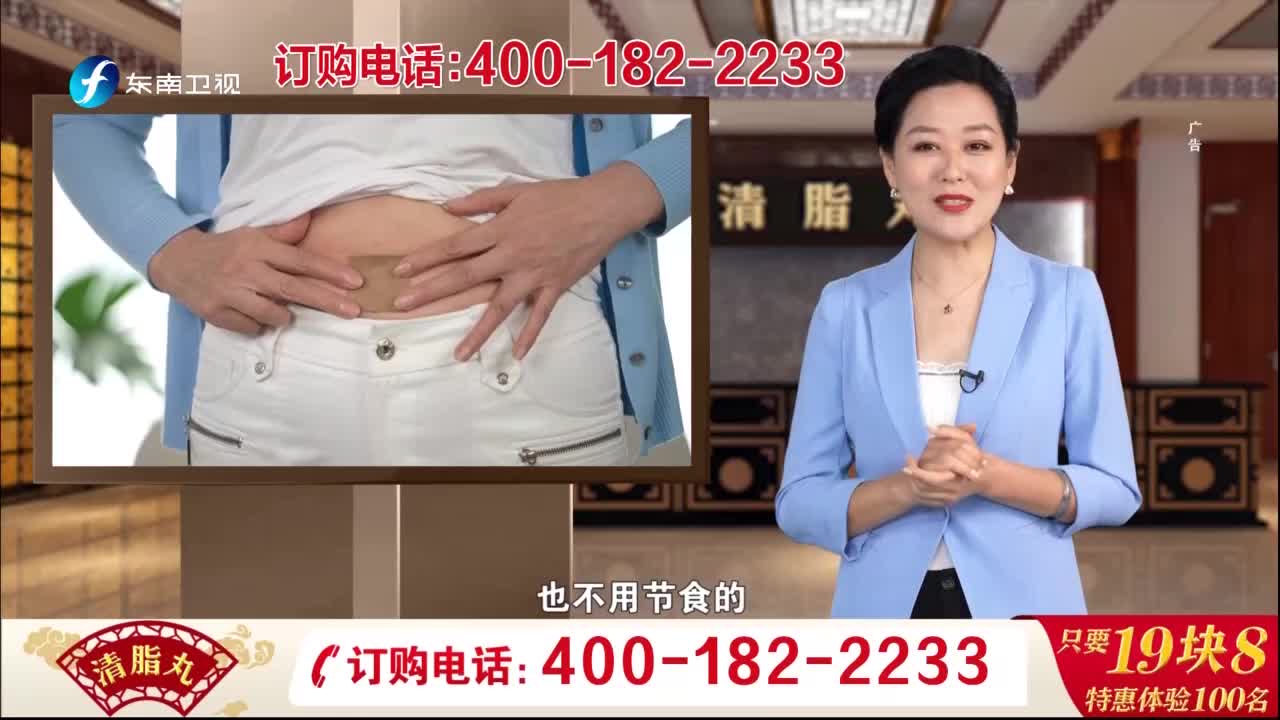 订购电话:400-182-2233
东南卫视
广告
清脂丸
也不用节食的
清脂丸
订购电话:400-182-2233
只要19块8
特惠体验100名